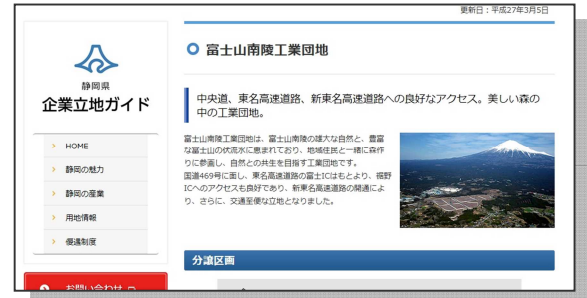 更新日：平成27年3月5日
静岡県
企業立地ガイド
HOME
静岡の魅力
静岡の産業
用地情報
優遇制度
お問い合わせ
富士山南陵工業団地
中央道、東名高速道路、新東名高速道路への良好なアクセス。美しい森の
中の工業団地。
富士山南陵工業団地は、富士山南陵の雄大な自然と、豊富
な富士山の伏流水に恵まれており、地域住民と一緒に森作
りに参画し、自然との共生を目指す工業団地です。
国道469号に面し、東名高速道路の富士ICはもとより、裾野
ICへのアクセスも良好であり、新東名高速道路の開通によ
り、さらに、交通至便な立地となりました。
分譲区画